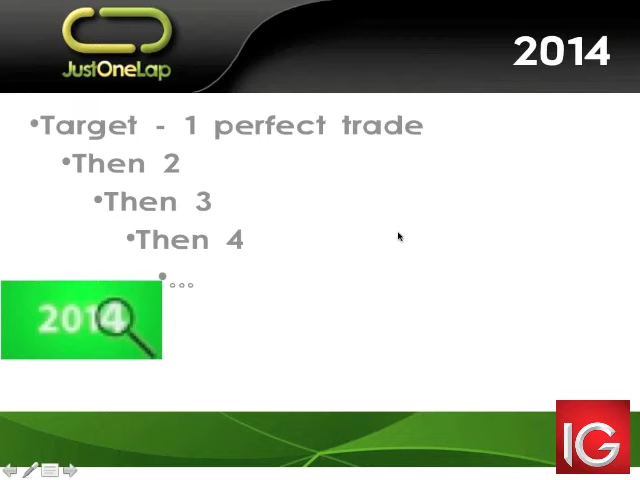 JustOneLap
2014
•Target - 1 perfect trade
•Then 2
•Then 3
•Then 4
•...
2014
IG